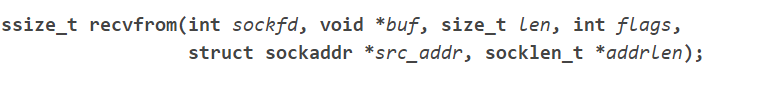 ssize_t recvfrom(int sockfd, void *buf, size_t len, int flags,
struct sockaddr *src_addr, socklen_t *addrlen);